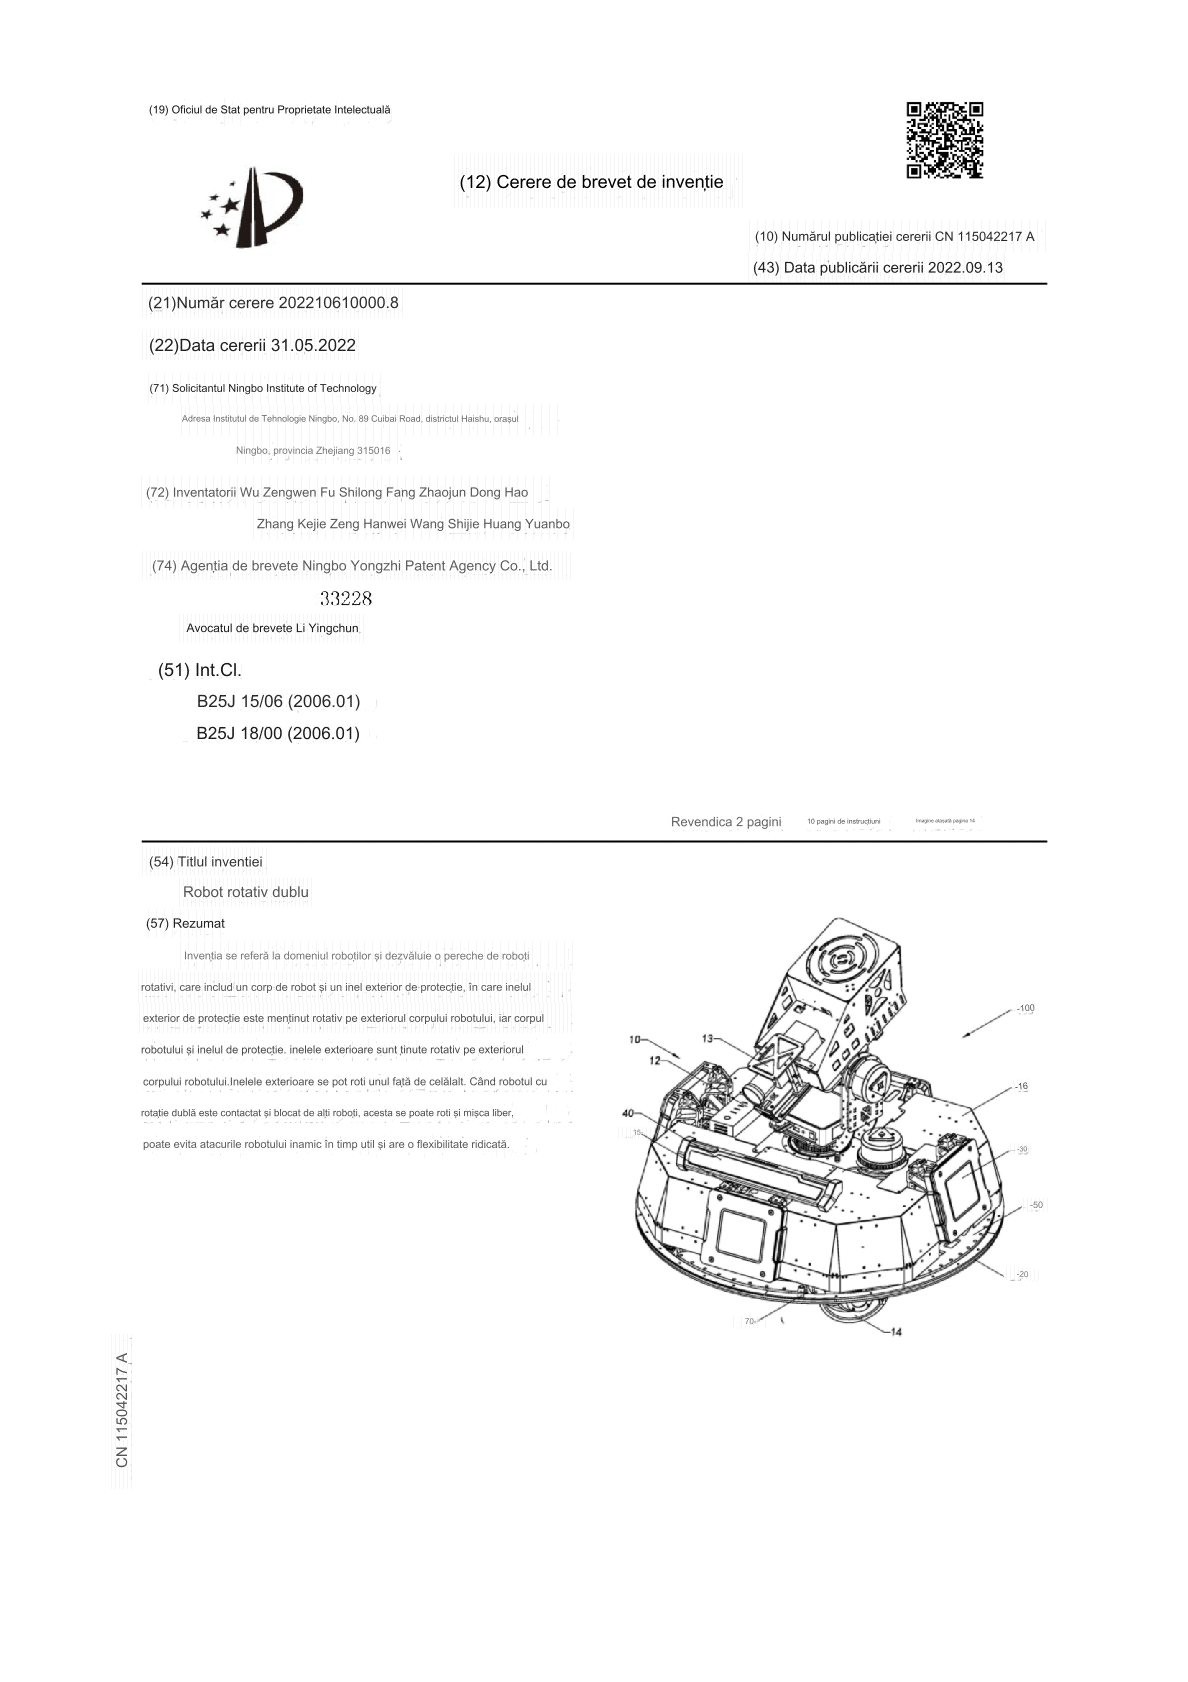 (19) Oficiul de Stat pentru Proprietate Intelectuală
(12) Cerere de brevet de invenție
(10) Numărul publicației cererii CN 115042217 A
(43) Data publicării cererii 2022.09.13
(21)Număr cerere 202210610000.8
(22)Data cererii 31.05.2022
(71) Solicitantul Ningbo Institute of Technology
Adresa Institutul de Tehnologie Ningbo, No. 89 Cuibai Road, districtul Haishu, orașul
Ningbo, provincia Zhejiang 315016
(72) Inventatorii Wu Zengwen Fu Shilong Fang Zhaojun Dong Hao
Zhang Kejie Zeng Hanwei Wang Shijie Huang Yuanbo
(74) Agenția de brevete Ningbo Yongzhi Patent Agency Co., Ltd.
33228
Avocatul de brevete Li Yingchun
(51) Int.Cl.
B25J 15/06 (2006.01)
B25J 18/00 (2006.01)
Revendica 2 pagini 10 pagini de instrucțiuni Imagine atașată pagina 14
(54) Titlul inventiei
Robot rotativ dublu
(57) Rezumat
Invenția se referă la domeniul roboților și dezvăluie o pereche de roboți
rotativi, care includ un corp de robot și un inel exterior de protecție, în care inelul
exterior de protecție este menținut rotativ pe exteriorul corpului robotului, iar corpul
robotului și inelul de protecție. inelele exterioare sunt ținute rotativ pe exteriorul
corpului robotului.Inelele exterioare se pot roti unul față de celălalt. Când robotul cu
rotație dublă este contactat și blocat de alți roboți, acesta se poate roti și mișca liber,
poate evita atacurile robotului inamic în timp util și are o flexibilitate ridicată.
-100
10
13
12
-16
40
15
-30
-50
-20
70
14
CN 115042217 A